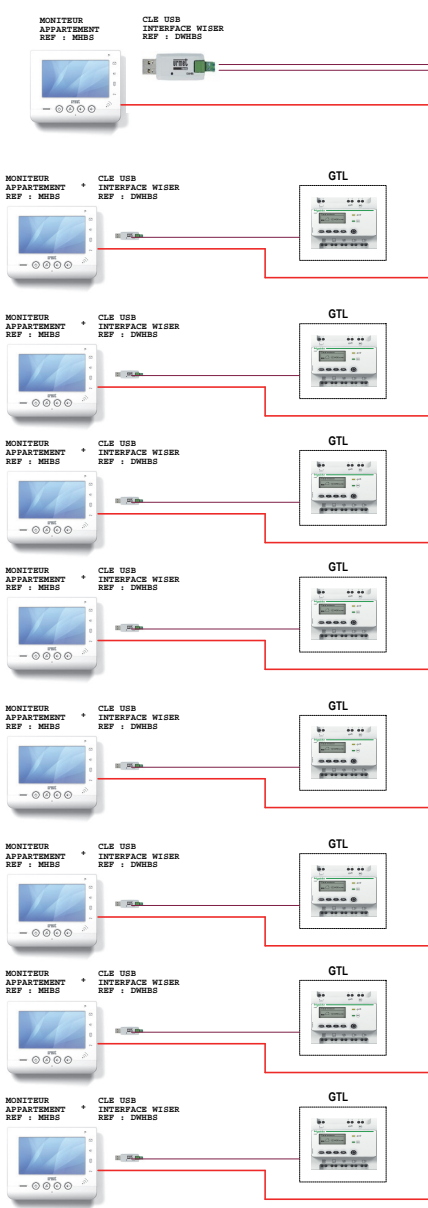 MONITEUR
APPARTEMENT
REF : MHBS
CLE USB
INTERFACE WISER
REF : DWHBS
MONITEUR
APPARTEMENT
REF : MHBS
+
CLE USB
INTERFACE WISER
REF : DWHBS
GTL
MONITEUR
APPARTEMENT
REF : MHBS
+
CLE USB
INTERFACE WISER
REF : DWHBS
GTL
MONITEUR
APPARTEMENT
REF : MHBS
+
CLE USB
INTERFACE WISER
REF : DWHBS
GTL
MONITEUR
APPARTEMENT
REF : MHBS
+
CLE USB
INTERFACE WISER
REF : DWHBS
GTL
MONITEUR
APPARTEMENT
REF : MHBS
+
CLE USB
INTERFACE WISER
REF : DWHBS
GTL
MONITEUR
APPARTEMENT
REF : MHBS
+
CLE USB
INTERFACE WISER
REF : DWHBS
GTL
MONITEUR
APPARTEMENT
REF : MHBS
+
CLE USB
INTERFACE WISER
REF : DWHBS
GTL
MONITEUR
APPARTEMENT
REF : MHBS
+
CLE USB
INTERFACE WISER
REF : DWHBS
GTL